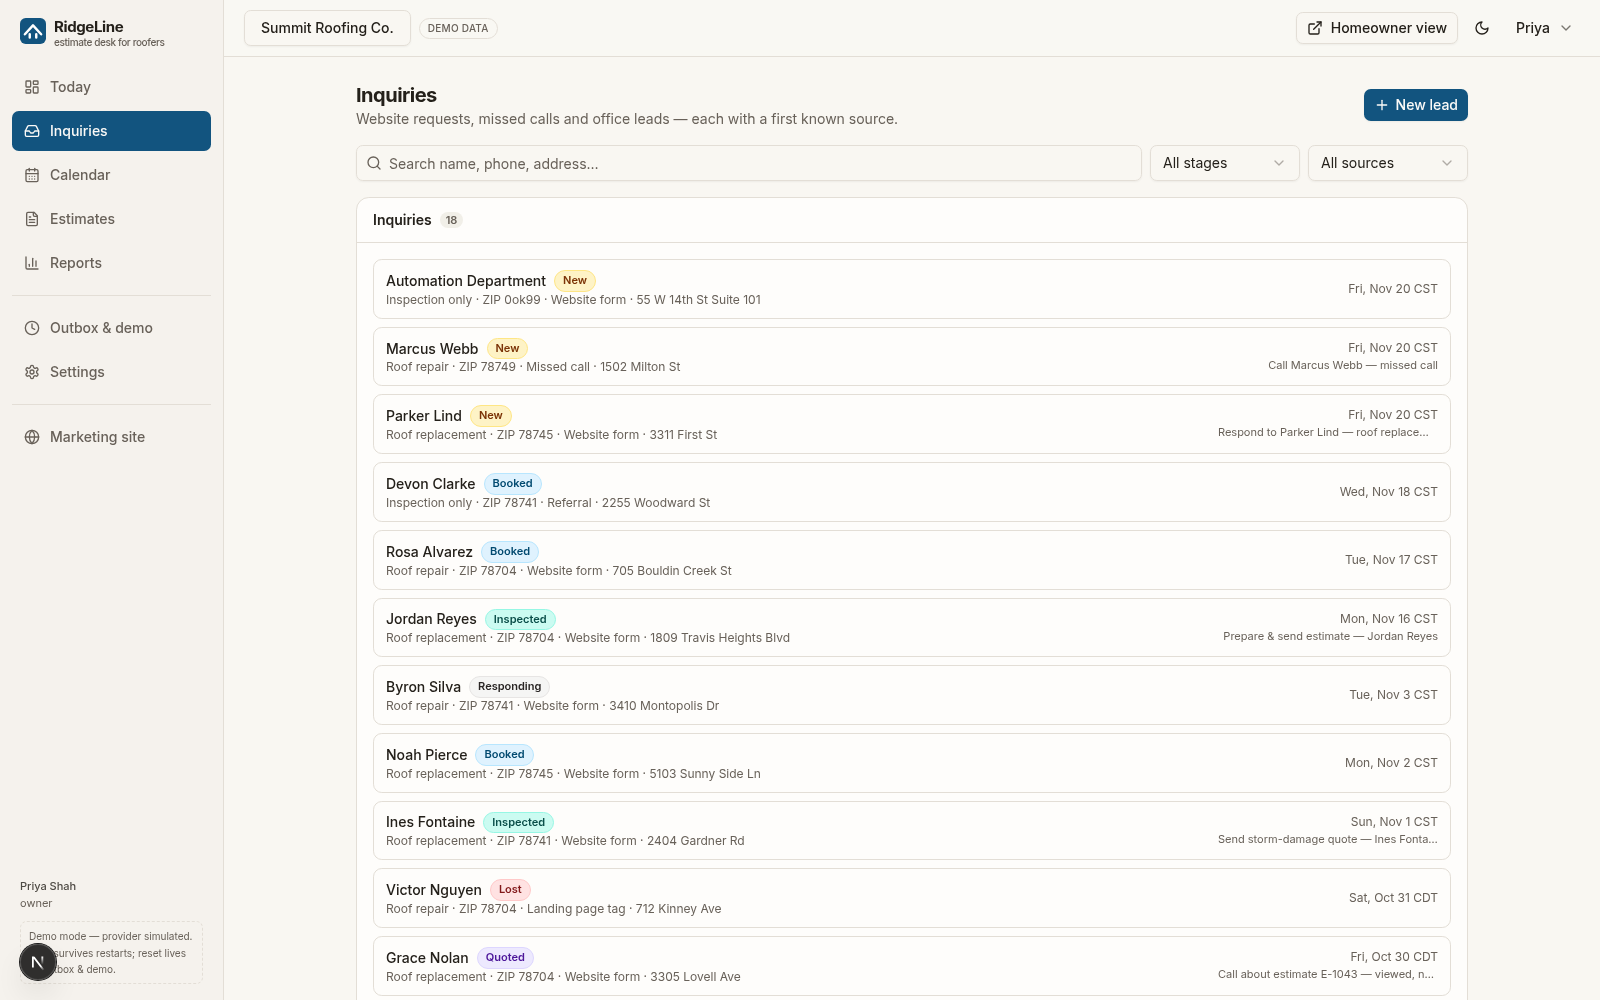 RidgeLine
estimate desk for roofers
Today
Inquiries
Calendar
Estimates
Reports
Outbox & demo
Settings
Marketing site
Priya Shah
owner
Demo mode — provider simulated.
survives restarts; reset lives
box & demo.
N
Summit Roofing Co.
DEMO DATA
Homeowner view
Priya
Inquiries
Website requests, missed calls and office leads — each with a first known source.
New lead
Search name, phone, address...
All stages
All sources
Inquiries 18
Automation Department New
Inspection only · ZIP 0ok99 · Website form · 55 W 14th St Suite 101
Fri, Nov 20 CST
Marcus Webb New
Roof repair · ZIP 78749 · Missed call · 1502 Milton St
Fri, Nov 20 CST
Call Marcus Webb — missed call
Parker Lind New
Roof replacement · ZIP 78745 · Website form · 3311 First St
Fri, Nov 20 CST
Respond to Parker Lind — roof replace...
Devon Clarke Booked
Inspection only · ZIP 78741 · Referral · 2255 Woodward St
Wed, Nov 18 CST
Rosa Alvarez Booked
Roof repair · ZIP 78704 · Website form · 705 Bouldin Creek St
Tue, Nov 17 CST
Jordan Reyes Inspected
Roof replacement · ZIP 78704 · Website form · 1809 Travis Heights Blvd
Mon, Nov 16 CST
Prepare & send estimate — Jordan Reyes
Byron Silva Responding
Roof repair · ZIP 78741 · Website form · 3410 Montopolis Dr
Tue, Nov 3 CST
Noah Pierce Booked
Roof replacement · ZIP 78745 · Website form · 5103 Sunny Side Ln
Mon, Nov 2 CST
Ines Fontaine Inspected
Roof replacement · ZIP 78741 · Website form · 2404 Gardner Rd
Sun, Nov 1 CST
Send storm-damage quote — Ines Fonta...
Victor Nguyen Lost
Roof repair · ZIP 78704 · Landing page tag · 712 Kinney Ave
Sat, Oct 31 CDT
Grace Nolan Quoted
Roof replacement · ZIP 78704 · Website form · 3305 Lovell Ave
Fri, Oct 30 CDT
Call about estimate E-1043 — viewed, n...